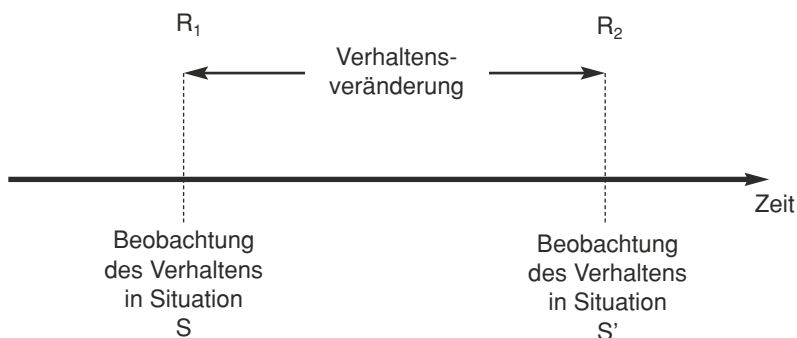 R₁
R₂
Verhaltens-
veränderung
Zeit
Beobachtung
des Verhaltens
in Situation
S
Beobachtung
des Verhaltens
in Situation
S'